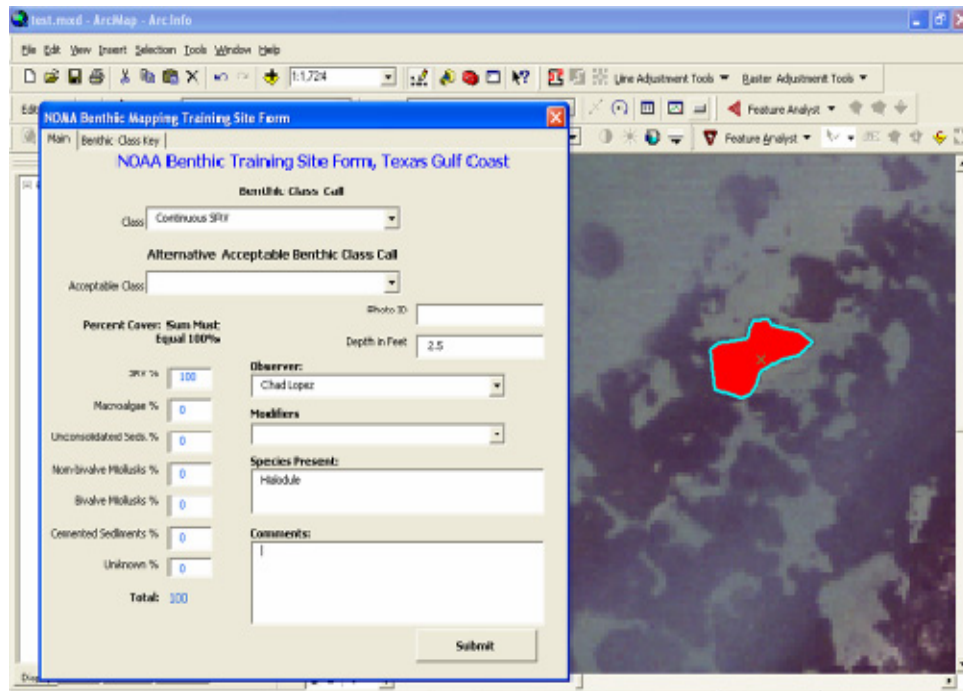 test.mxd - ArcMap - ArcInfo
File Edit View Insert Selection Tools Window Help
1:1,724 Line Adjustment Tools Raster Adjustment Tools
Feature Analyst
NOAA Benthic Mapping Training Site Form
Main Benthic Class Key Feature Analyst
NOAA Benthic Training Site Form, Texas Gulf Coast
Benthic Class Call
Class Continuous SRV
Alternative Acceptable Benthic Class Call
Acceptable Class
Photo ID
Percent Cover: Sum Must
Equal 100%
Depth in Feet 2.5
Observer:
SRV % 100 Chad Lopez
Macroalgae % 0 Modifiers
Unconsolidated Seds. % 0
Species Present:
Non-bivalve Mollusks % 0 Halodule
Bivalve Mollusks % 0
Cemented Sediments % 0 Comments:
Unknown % 0
Total: 100
Submit